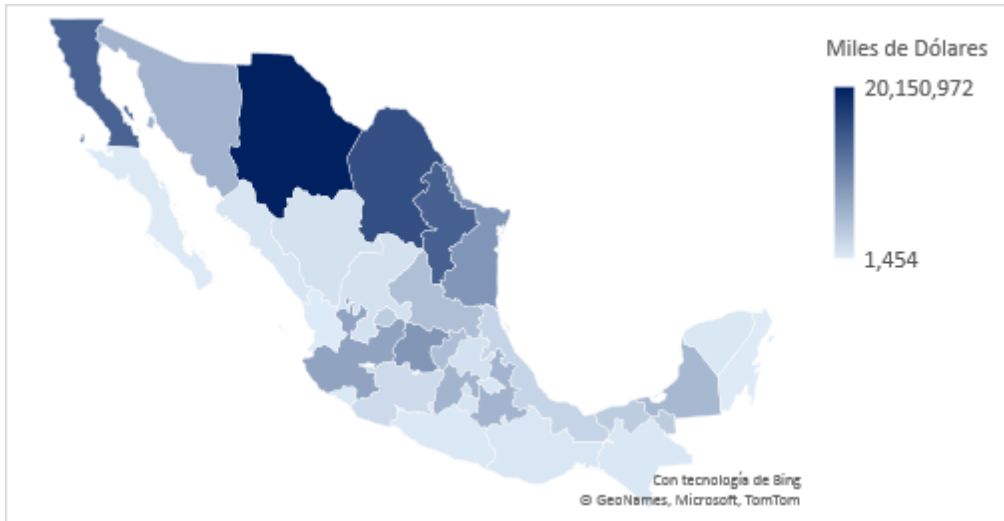 Miles de Dólares
20,150,972
1,454
Con tecnología de Bing
© GeoNames, Microsoft, TomTom